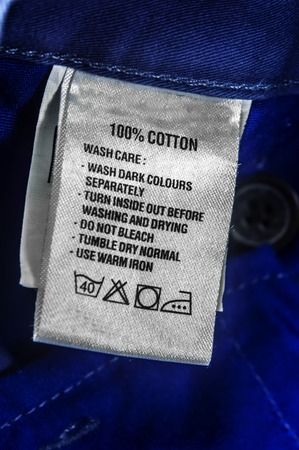 100% COTTON
WASH CARE :
- WASH DARK COLOURS
SEPARATELY
- TURN INSIDE OUT BEFORE
WASHING AND DRYING
- DO NOT BLEACH
- TUMBLE DRY NORMAL
- USE WARM IRON
40